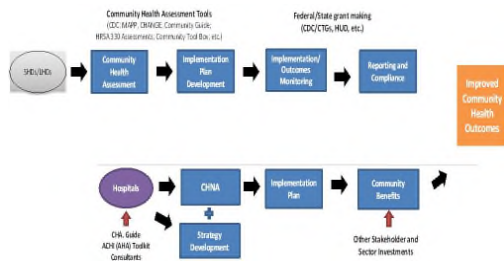 Community Health Assessment Tools
(CDC: MAPP, CHANGE, Community Guide;
HRSA 330 Assessments; Community Tool Box; etc.)
Federal/State grant making
(CDC/CTGs, HUD, etc.)
SHDs/LHDs
Community
Health
Assessment
Implementation
Plan
Development
Implementation/
Outcomes
Monitoring
Reporting and
Compliance
Improved
Community
Health
Outcomes
Hospitals
CHNA
Implementation
Plan
Community
Benefits
Strategy
Development
CHA. Guide
ACHI (AHA) Toolkit
Consultants
Other Stakeholder and
Sector Investments